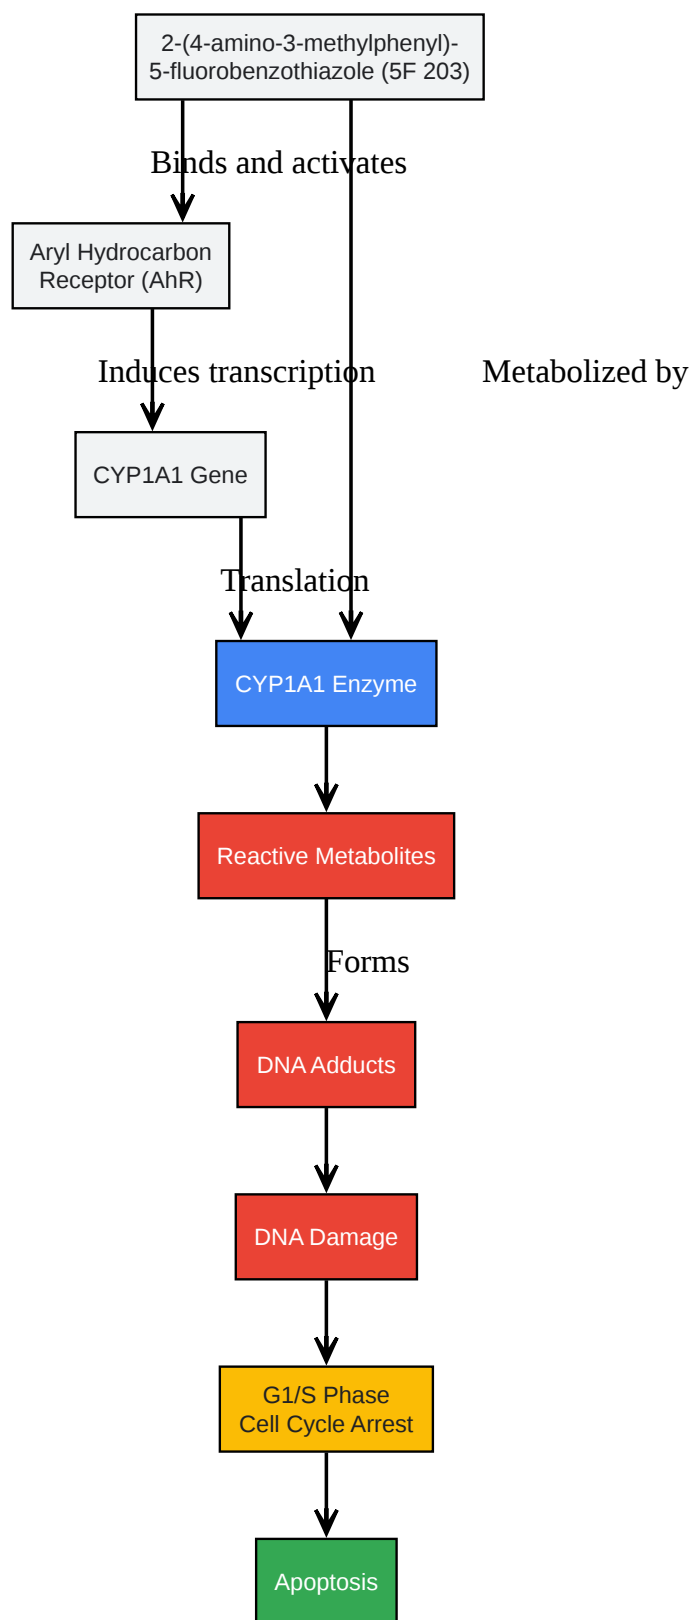 2-(4-amino-3-methylphenyl)-
5-fluorobenzothiazole (5F 203)
Binds and activates
Aryl Hydrocarbon
Receptor (AhR)
Induces transcription
Metabolized by
CYP1A1 Gene
Translation
CYP1A1 Enzyme
Reactive Metabolites
Forms
DNA Adducts
DNA Damage
G1/S Phase
Cell Cycle Arrest
Apoptosis